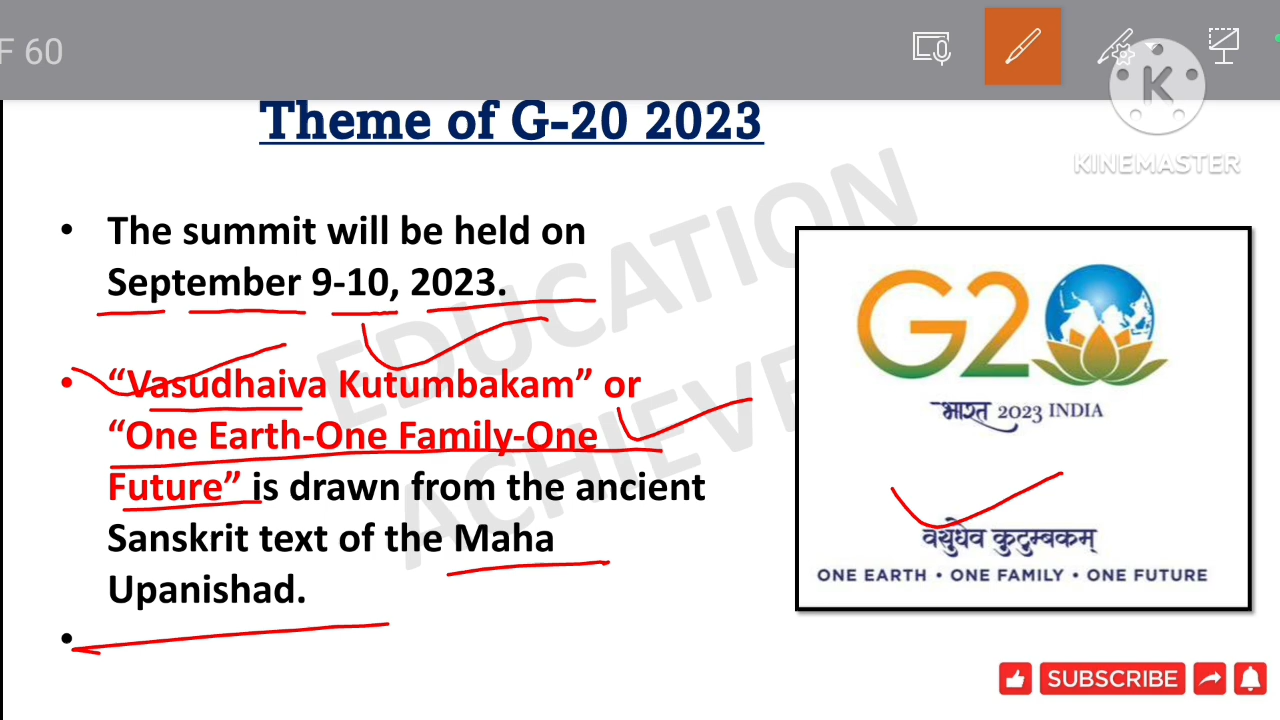 F 60
KINEMASTER
Theme of G-20 2023
EDUCATION
ACHIEVE
• The summit will be held on
September 9-10, 2023.
• “Vasudhaiva Kutumbakam” or
“One Earth-One Family-One
Future” is drawn from the ancient
Sanskrit text of the Maha
Upanishad.
•
G20
भारत 2023 INDIA
वसुधैव कुटुम्बकम्
ONE EARTH • ONE FAMILY • ONE FUTURE
SUBSCRIBE